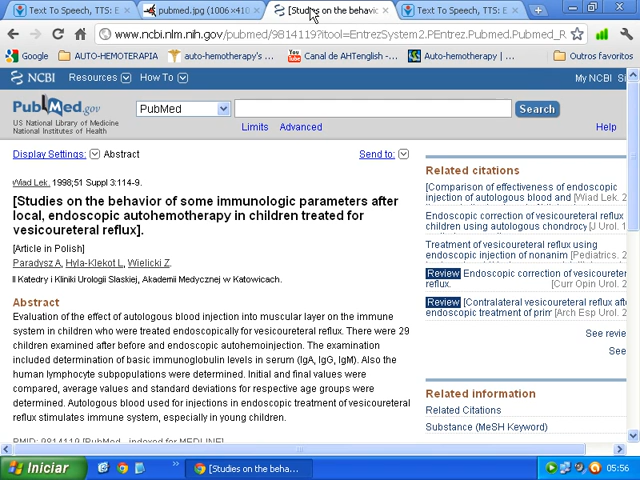 Text To Speech, TTS: E
pubmed.jpg (1006×410
[Studies on the behavio
Text To Speech, TTS: E
www.ncbi.nlm.nih.gov/pubmed/9814119?itool=EntrezSystem2.PEntrez.Pubmed.Pubmed_R
Google
AUTO-HEMOTERAPIA
auto-hemotherapy's ...
Canal de AHTenglish - ...
Auto-Hemotherapy, ...
Outros favoritos
NCBI Resources How To My NCBI Si
PubMed.gov
US National Library of Medicine
National Institutes of Health
PubMed
Search
Limits Advanced Help
Display Settings: Abstract
Send to:
Wiad Lek. 1998;51 Suppl 3:114-9.
[Studies on the behavior of some immunologic parameters after
local, endoscopic autohemotherapy in children treated for
vesicoureteral reflux].
[Article in Polish]
Paradysz A, Hyla-Klekot L, Wielicki Z.
II Katedry i Kliniki Urologii Slaskiej, Akademii Medycznej w Katowicach.
Abstract
Evaluation of the effect of autologous blood injection into muscular layer on the immune
system in children who were treated endoscopically for vesicoureteral reflux. There were 29
children examined after before and endoscopic autohemoinjection. The examination
included determination of basic immunoglobulin levels in serum (IgA, IgG, IgM). Also the
human lymphocyte subpopulations were determined. Initial and final values were
compared, average values and standard deviations for respective age groups were
determined. Autologous blood used for injections in endoscopic treatment of vesicoureteral
reflux stimulates immune system, especially in young children.
PMID: 9814119 [PubMed - indexed for MEDLINE]
Related citations
[Comparison of effectiveness of endoscopic
injection of autologous blood and [Wiad Lek. 2
Endoscopic correction of vesicoureteral reflux
children using autologous chondrocy [J Urol. 1
Treatment of vesicoureteral reflux using
endoscopic injection of nonanim [Pediatrics. 2
Review Endoscopic correction of vesicourete
reflux. [Curr Opin Urol. 2
Review [Contralateral vesicoureteral reflux afte
endoscopic treatment of prim [Arch Esp Urol. 2
See revie
See
Related information
Related Citations
Substance (MeSH Keyword)
Iniciar
[Studies on the beha...
05:56